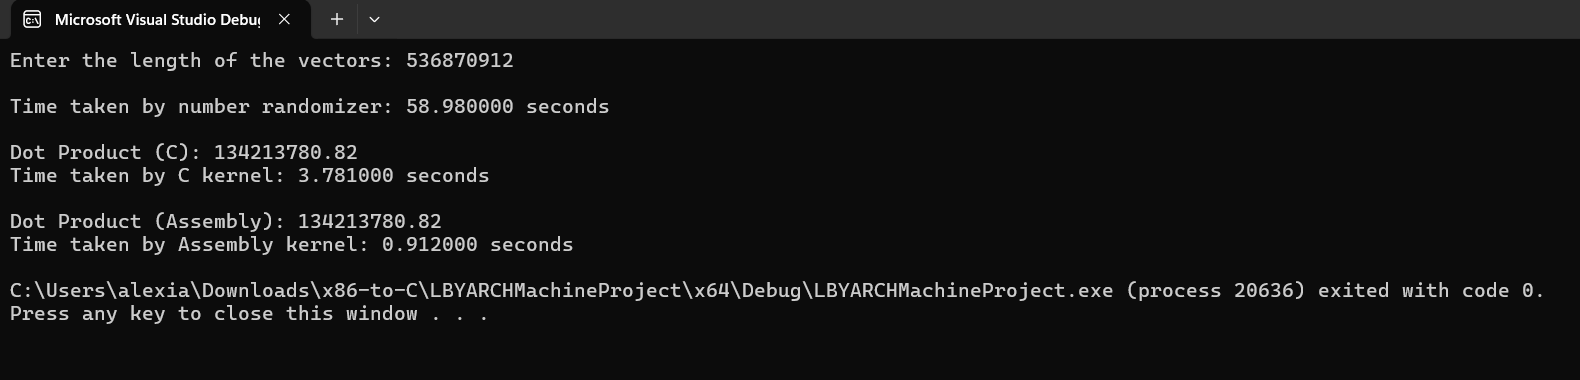 Microsoft Visual Studio Debug
Enter the length of the vectors: 536870912
Time taken by number randomizer: 58.980000 seconds
Dot Product (C): 134213780.82
Time taken by C kernel: 3.781000 seconds
Dot Product (Assembly): 134213780.82
Time taken by Assembly kernel: 0.912000 seconds
C:\Users\alexia\Downloads\x86-to-C\LBYARCHMachineProject\x64\Debug\LBYARCHMachineProject.exe (process 20636) exited with code 0.
Press any key to close this window . . .